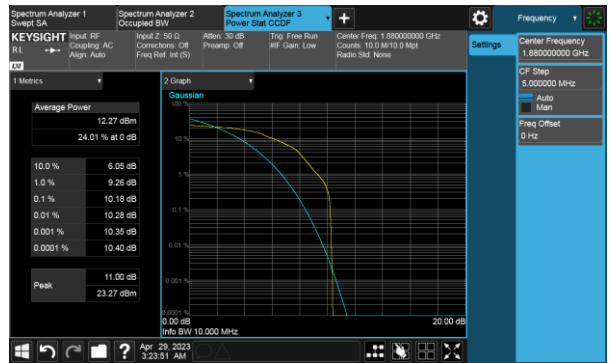 Spectrum Analyzer 1
Swept SA
Spectrum Analyzer 2
Occupied BW
Spectrum Analyzer 3
Power Stat CCDF
Frequency
KEYSIGHT
RL
Input: RF
Coupling: AC
Align: Auto
Input Z: 50 Ω
Corrections: Off
Freq Ref: Int (S)
Atten: 30 dB
Preamp: Off
Trig: Free Run
#IF Gain: Low
Center Freq: 1.880000000 GHz
Counts: 10.0 M/10.0 Mpt
Radio Std: None
LXI
Settings
Center Frequency
1.880000000 GHz
CF Step
5.000000 MHz
Auto
Man
Freq Offset
0 Hz
1 Metrics
Average Power
12.27 dBm
24.01 % at 0 dB
10.0 % 6.05 dB
1.0 % 9.26 dB
0.1 % 10.18 dB
0.01 % 10.28 dB
0.001 % 10.35 dB
0.0001 % 10.40 dB
Peak
11.00 dB
23.27 dBm
2 Graph
Gaussian
100 %
10 %
1 %
0.1 %
0.01 %
0.001 %
0.0001 %
0.00 dB
20.00 dB
Info BW 10.000 MHz
?
Apr 29, 2023
3:23:51 AM